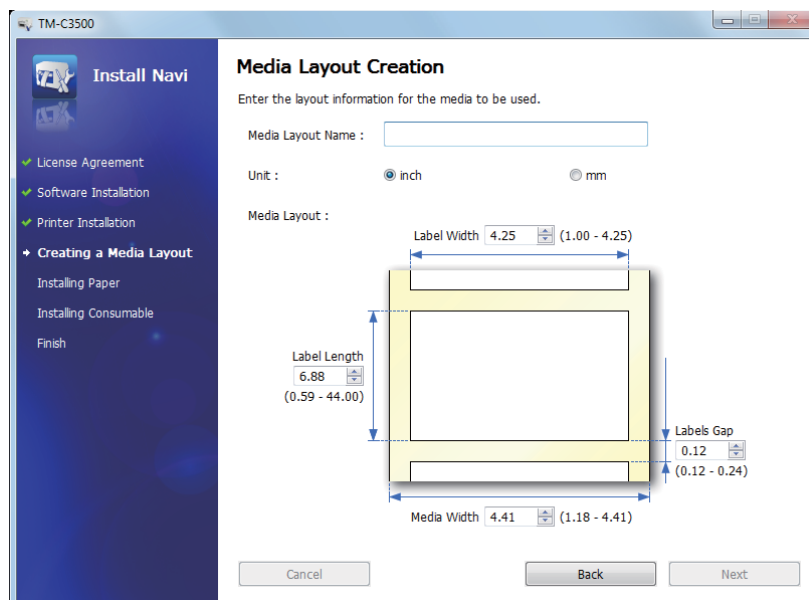 TM-C3500
Install Navi
License Agreement
Software Installation
Printer Installation
Creating a Media Layout
Installing Paper
Installing Consumable
Finish
Media Layout Creation
Enter the layout information for the media to be used.
Media Layout Name :
Unit : inch mm
Media Layout :
Label Width 4.25 (1.00 - 4.25)
Label Length
6.88
(0.59 - 44.00)
Labels Gap
0.12
(0.12 - 0.24)
Media Width 4.41 (1.18 - 4.41)
Cancel Back Next